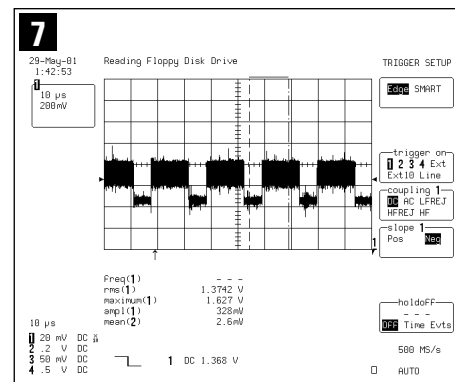 7
29-May-01
1:42:53
Reading Floppy Disk Drive
1
10 µs
200mV
TRIGGER SETUP
Edge SMART
trigger on
1 2 3 4 Ext
Ext10 Line
coupling 1
DC AC LFREJ
HFREJ HF
slope 1
Pos Neg
1
freq(1) - - -
rms(1) 1.3742 V
maximum(1) 1.627 V
ampl(1) 328mV
mean(2) 2.6mV
holdoff
- - -
Off Time Evts
10 µs
1 20 mV DC
2 .2 V DC
3 50 mV DC
4 .5 V DC
1 DC 1.368 V
500 MS/s
AUTO